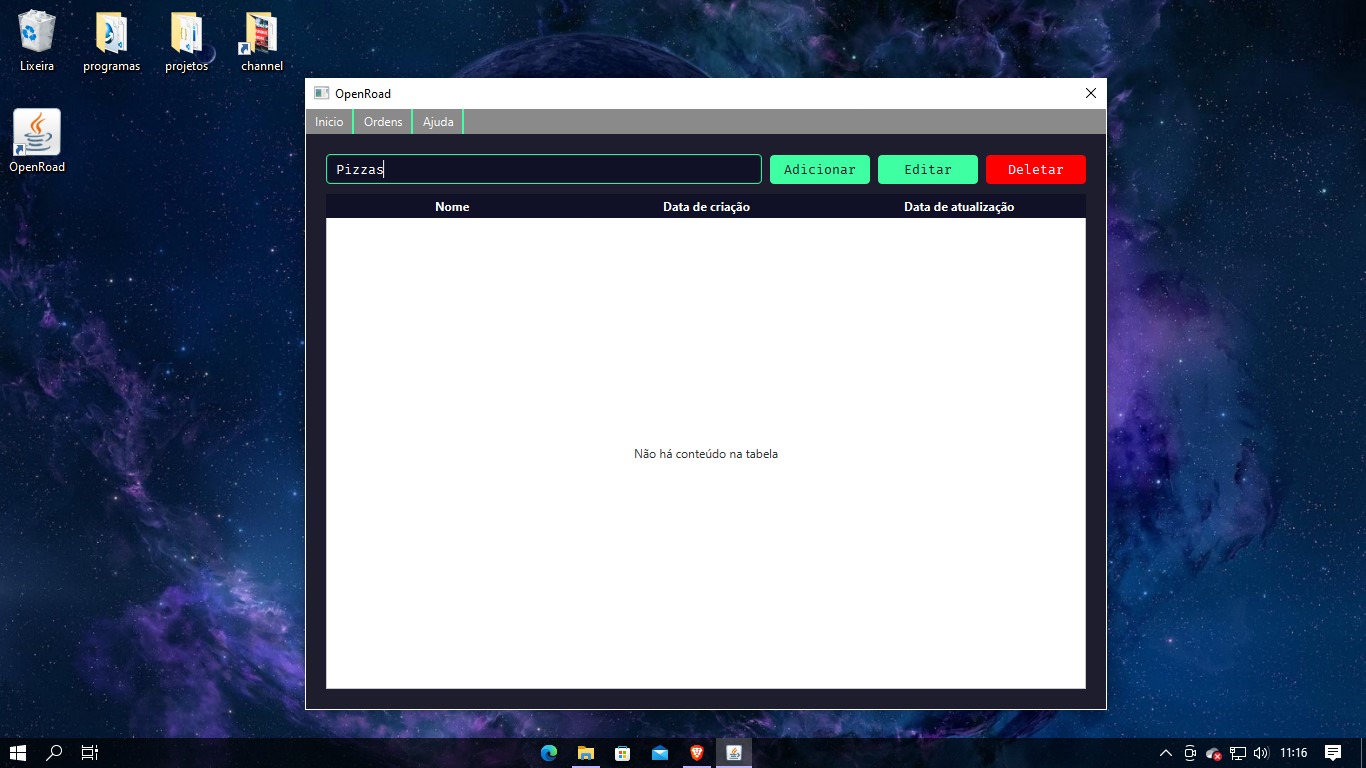 Lixeira
programas
projetos
channel
OpenRoad
OpenRoad
Inicio
Ordens
Ajuda
Pizzas
Adicionar
Editar
Deletar
Nome
Data de criação
Data de atualização
Não há conteúdo na tabela
11:16